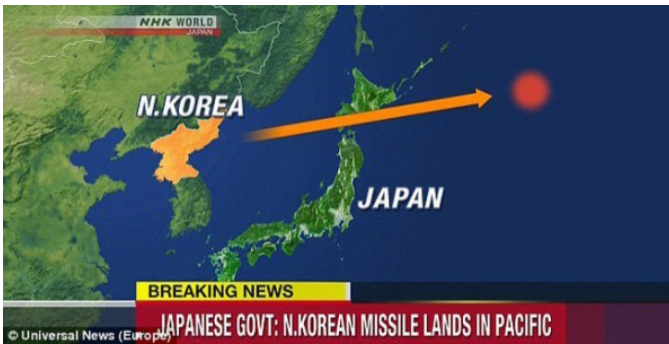 NHK WORLD
JAPAN
N.KOREA
JAPAN
BREAKING NEWS
JAPANESE GOVT: N.KOREAN MISSILE LANDS IN PACIFIC
© Universal News (Europe)